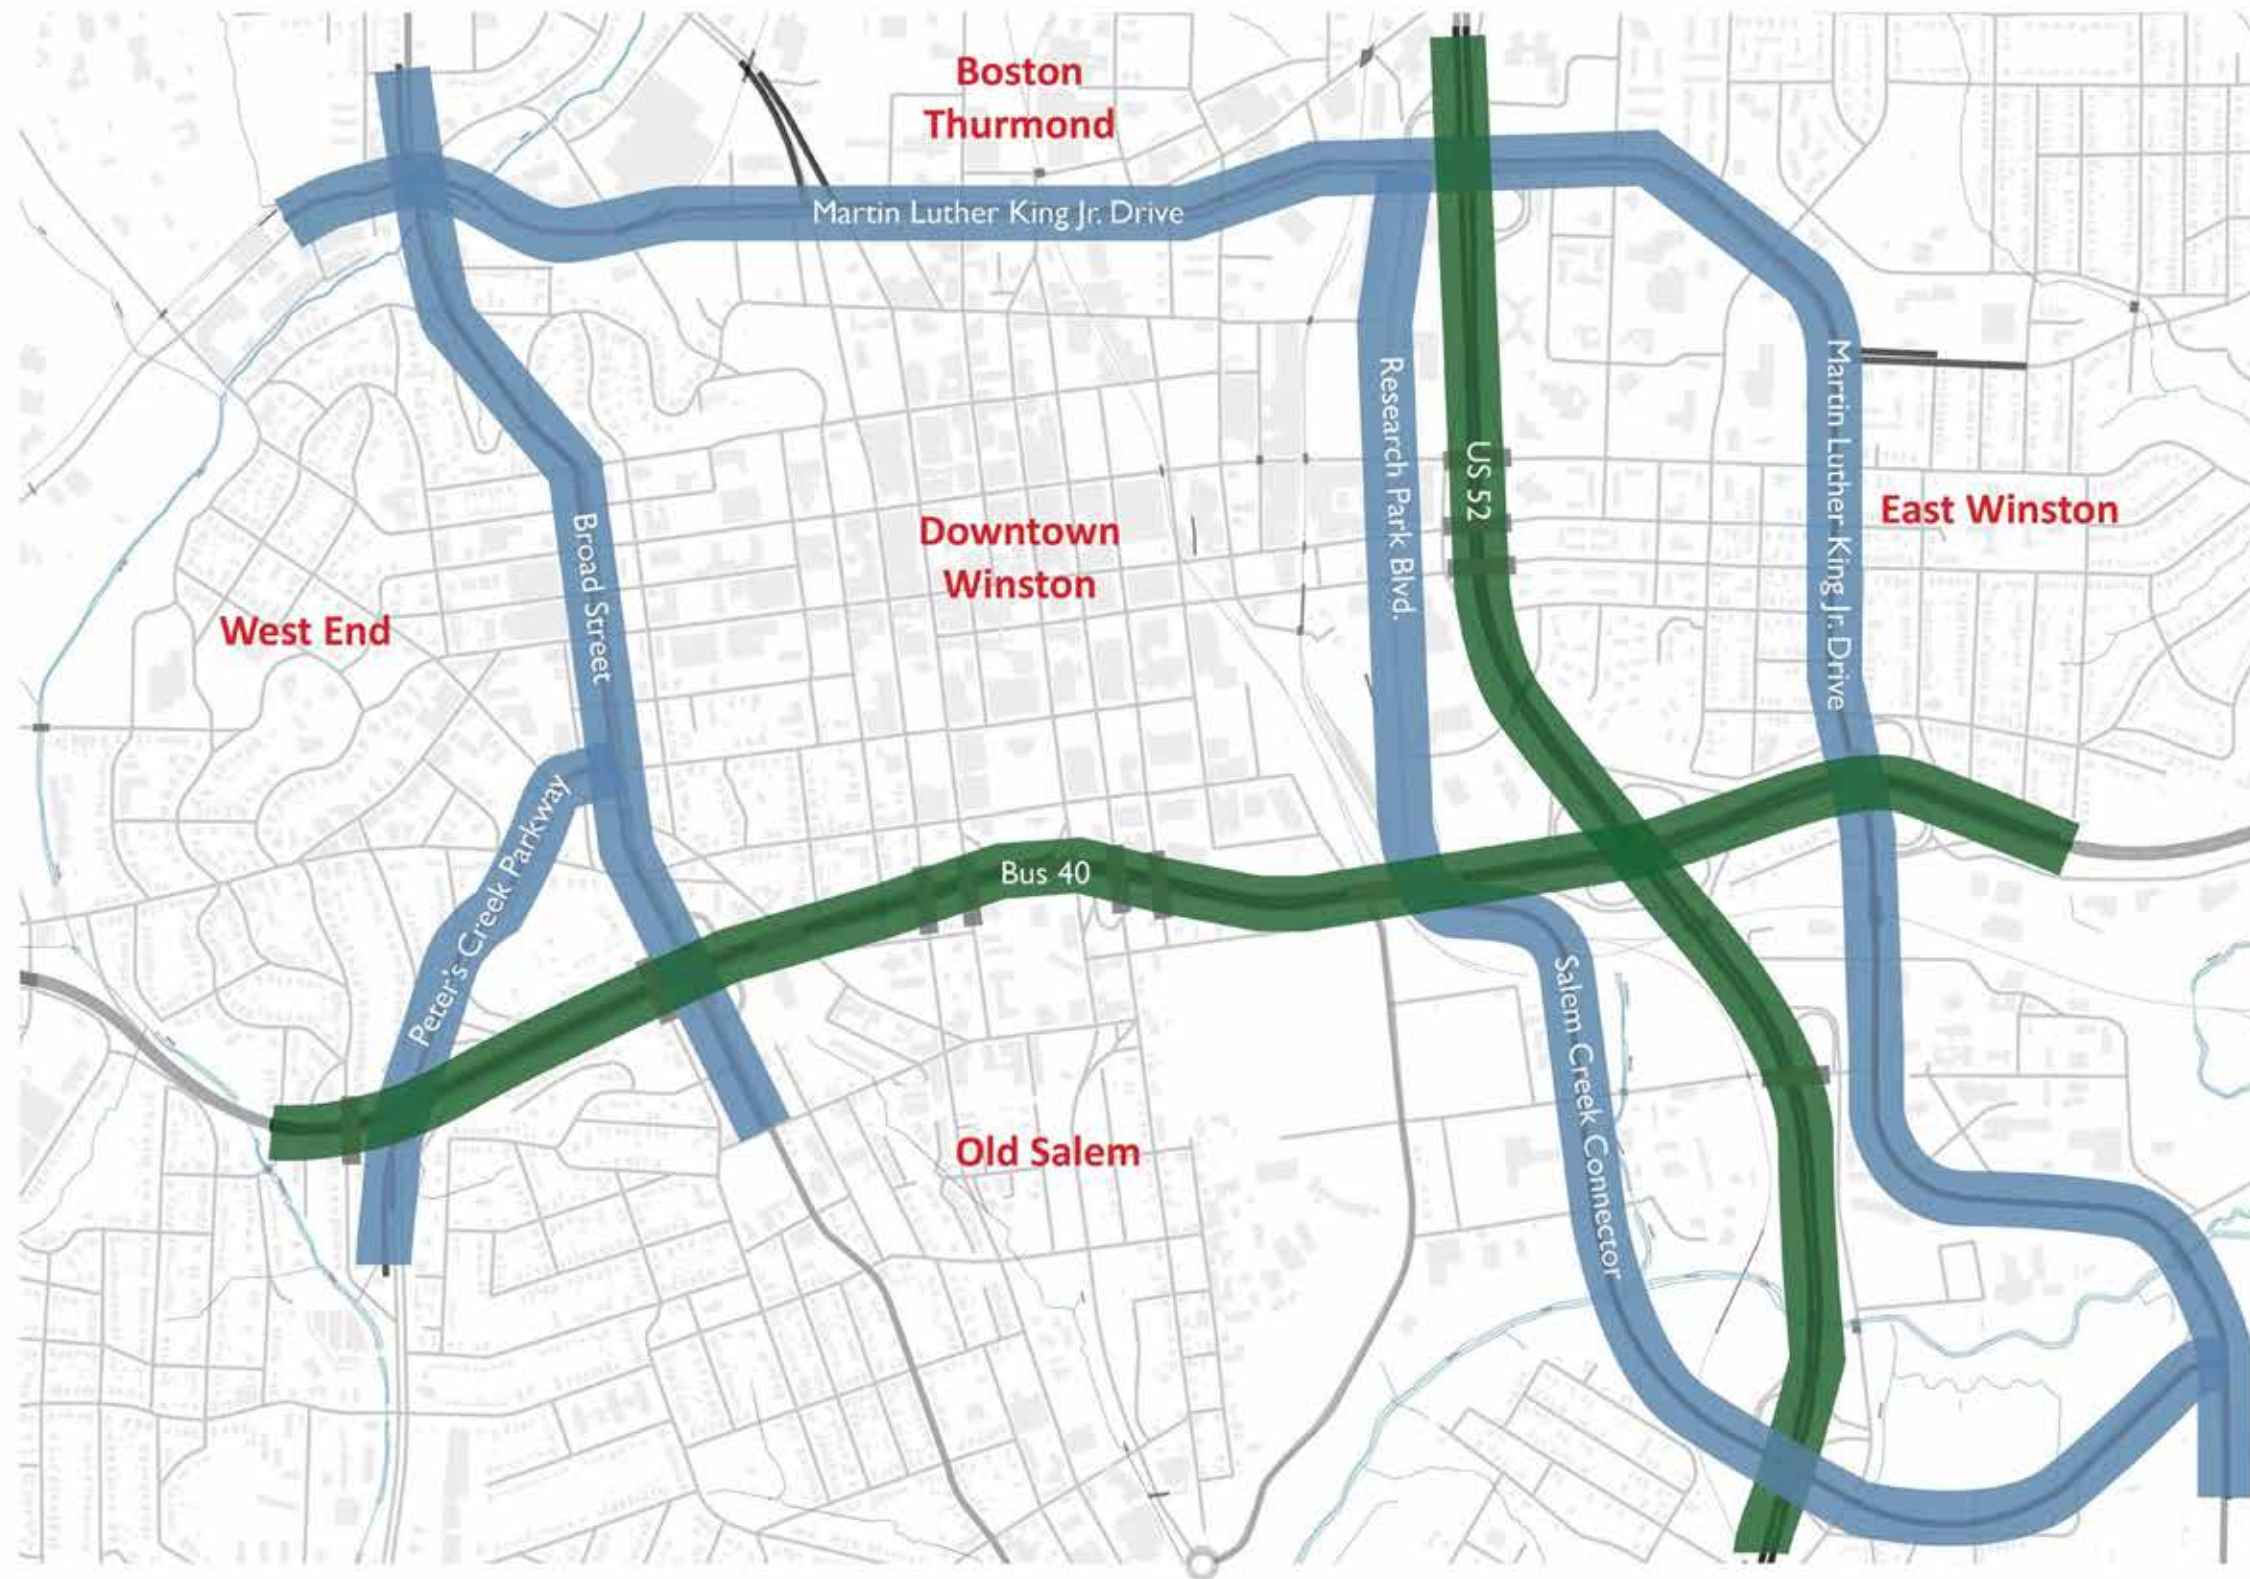 Boston
Thurmond
Martin Luther King Jr. Drive
Research Park Blvd.
US 52
Martin Luther King Jr. Drive
East Winston
Downtown
Winston
Broad Street
West End
Peter's Creek Parkway
Bus 40
Salem Creek Connector
Old Salem